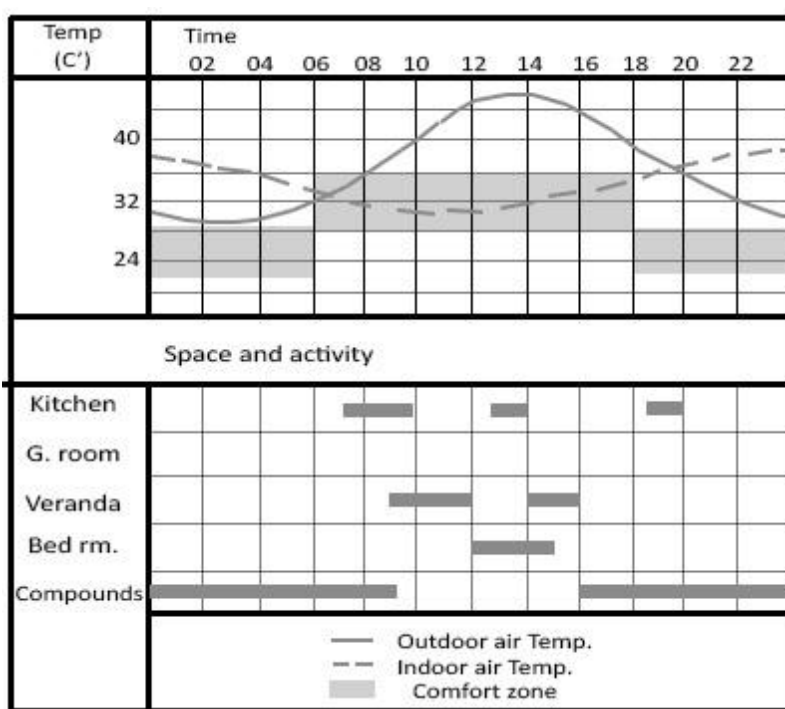 Temp
(C')
Time
02 04 06 08 10 12 14 16 18 20 22
40
32
24
Space and activity
Kitchen
G. room
Veranda
Bed rm.
Compounds
Outdoor air Temp.
Indoor air Temp.
Comfort zone